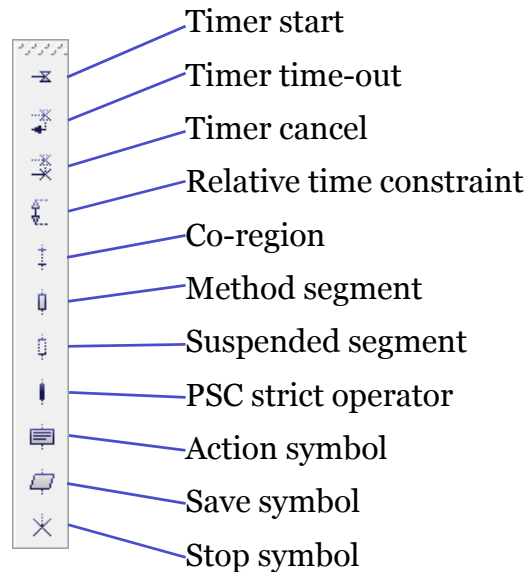 Timer start
Timer time-out
Timer cancel
Relative time constraint
Co-region
Method segment
Suspended segment
PSC strict operator
Action symbol
Save symbol
Stop symbol